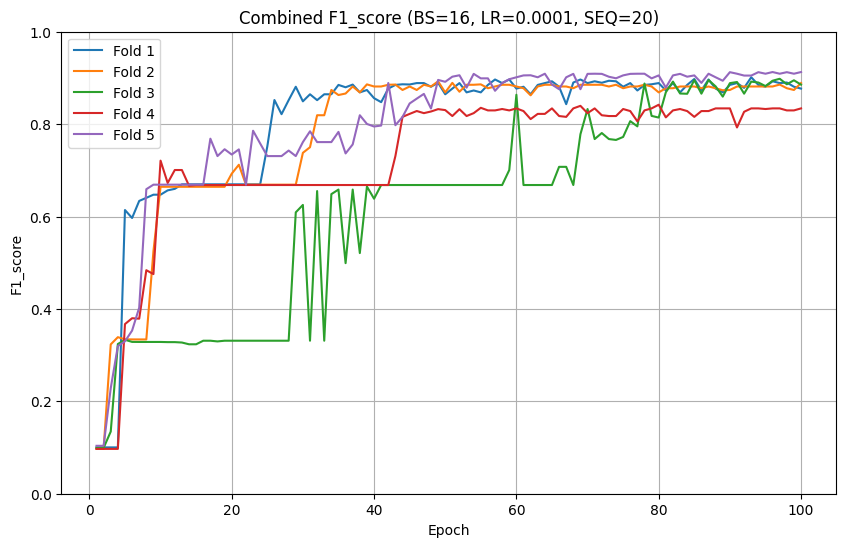 Combined F1_score (BS=16, LR=0.0001, SEQ=20)
Fold 1
Fold 2
Fold 3
Fold 4
Fold 5
F1_score
1.0
0.8
0.6
0.4
0.2
0.0
0 20 40 60 80 100
Epoch